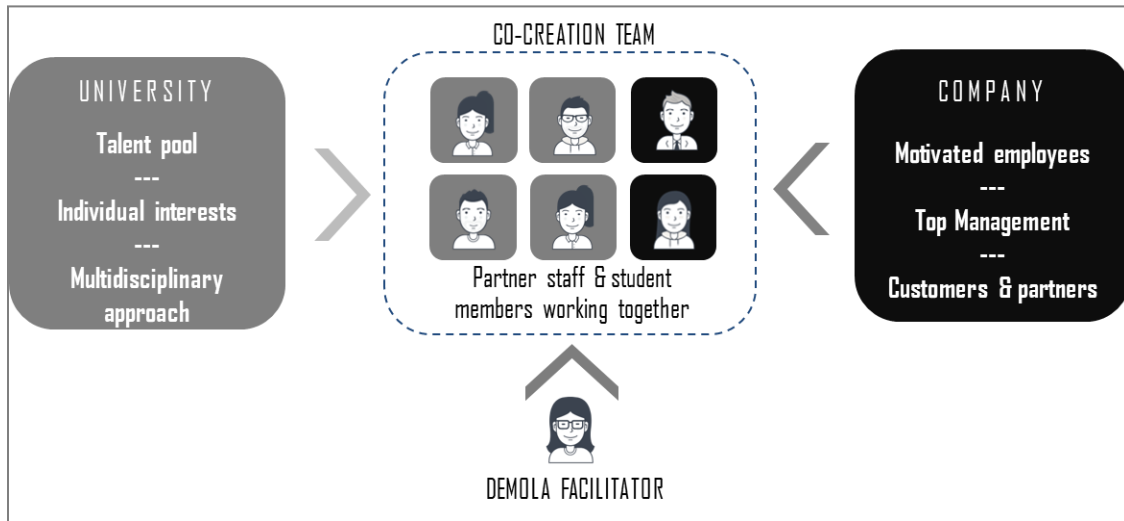 CO-CREATION TEAM
UNIVERSITY
Talent pool
---
Individual interests
---
Multidisciplinary
approach
Partner staff & student
members working together
COMPANY
Motivated employees
---
Top Management
---
Customers & partners
DEMOLA FACILITATOR